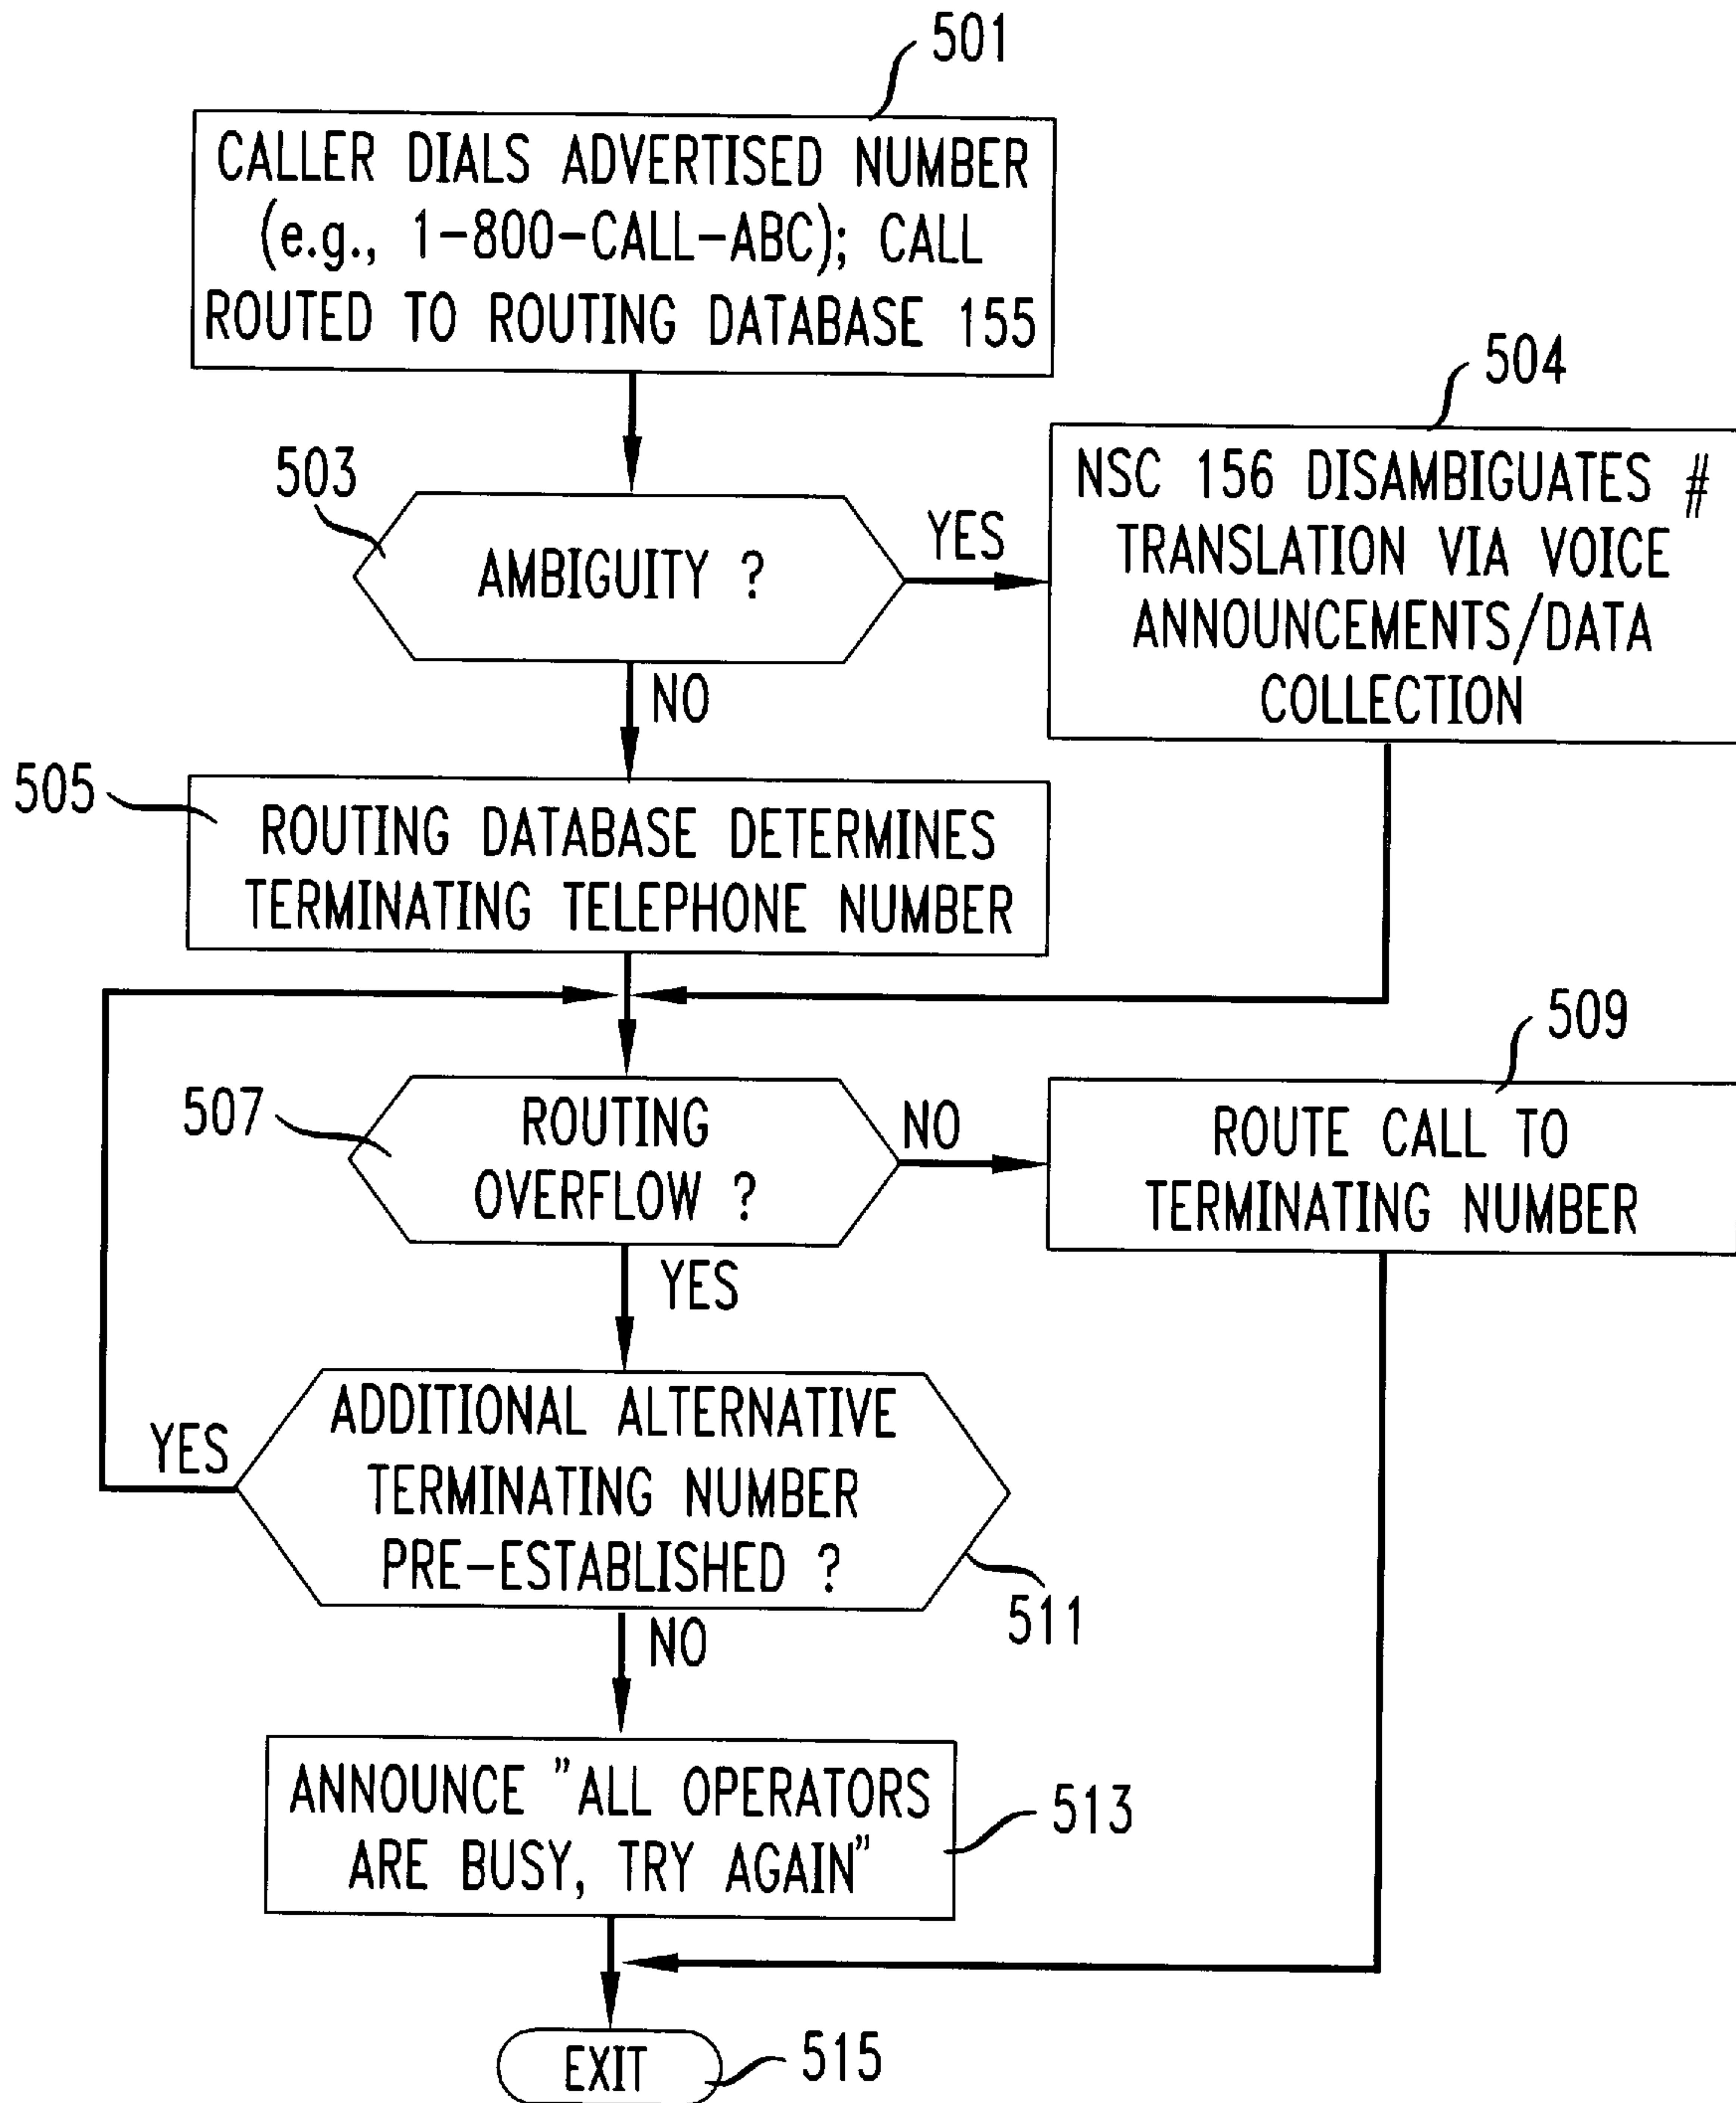 501
CALLER DIALS ADVERTISED NUMBER
(e.g., 1-800-CALL-ABC); CALL
ROUTED TO ROUTING DATABASE 155
503
AMBIGUITY ?
YES
504
NSC 156 DISAMBIGUATES #
TRANSLATION VIA VOICE
ANNOUNCEMENTS/DATA
COLLECTION
NO
505
ROUTING DATABASE DETERMINES
TERMINATING TELEPHONE NUMBER
507
ROUTING
OVERFLOW ?
NO
509
ROUTE CALL TO
TERMINATING NUMBER
YES
YES
ADDITIONAL ALTERNATIVE
TERMINATING NUMBER
PRE-ESTABLISHED ?
511
NO
ANNOUNCE "ALL OPERATORS
ARE BUSY, TRY AGAIN"
513
EXIT
515